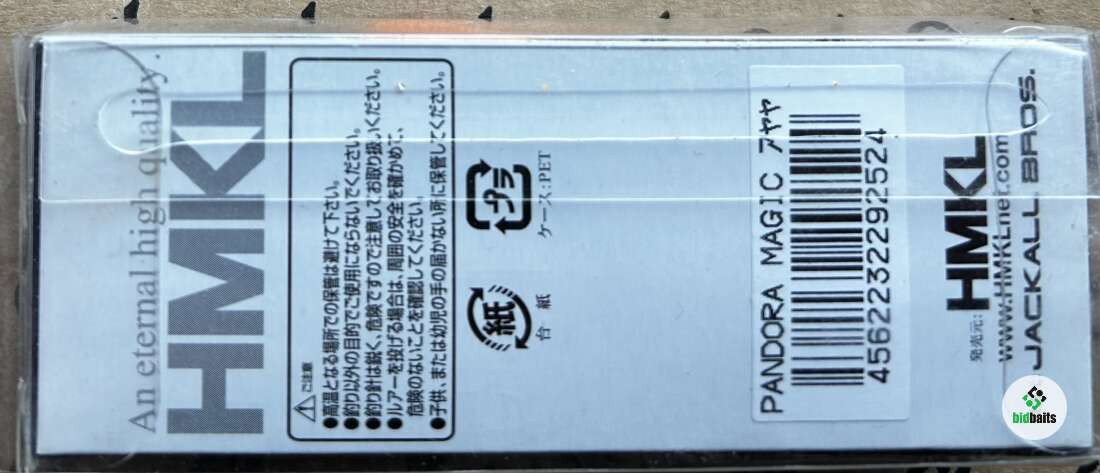 An eternal high quality.
HMKL
ご注意
●高温となる場所での保管は避けて下さい。
●釣り以外の目的でご使用にならないでください。
●釣り針は鋭く、危険ですので注意してお取り扱いください。
●ルアーを投げる場合は、周囲の安全を確かめて、
危険のないことを確認してください。
●子供、または幼児の手の届かない所に保管してください。
プラ
ケース:PET
紙
台紙
PANDORA MAGIC アヤヤ
4562232292524
発売元:
HMKL
www.HMKLnet.com
JACKALL BROS.
bidbaits